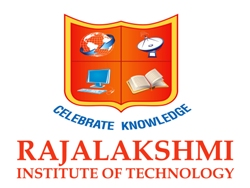 CELEBRATE KNOWLEDGE
RAJALAKSHMI
INSTITUTE OF TECHNOLOGY